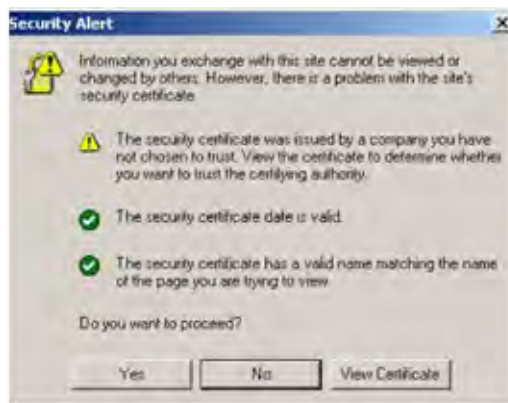 Security Alert
Information you exchange with this site cannot be viewed or
changed by others. However, there is a problem with the site's
security certificate.
The security certificate was issued by a company you have
not chosen to trust. View the certificate to determine whether
you want to trust the certifying authority.
The security certificate date is valid.
The security certificate has a valid name matching the name
of the page you are trying to view.
Do you want to proceed?
Yes
No
View Certificate